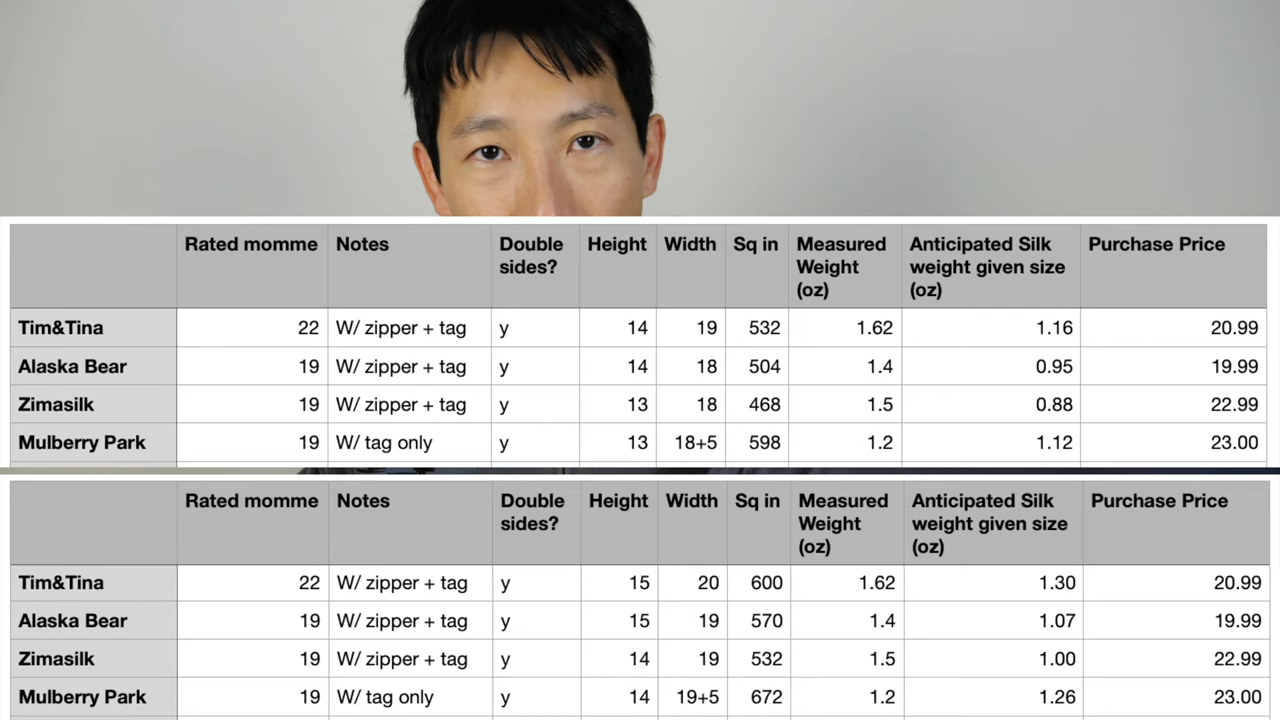 Rated momme Notes Double sides? Height Width Sq in Measured Weight (oz) Anticipated Silk weight given size (oz) Purchase Price
Tim&Tina 22 W/ zipper + tag y 14 19 532 1.62 1.16 20.99
Alaska Bear 19 W/ zipper + tag y 14 18 504 1.4 0.95 19.99
Zimasilk 19 W/ zipper + tag y 13 18 468 1.5 0.88 22.99
Mulberry Park 19 W/ tag only y 13 18+5 598 1.2 1.12 23.00
Rated momme Notes Double sides? Height Width Sq in Measured Weight (oz) Anticipated Silk weight given size (oz) Purchase Price
Tim&Tina 22 W/ zipper + tag y 15 20 600 1.62 1.30 20.99
Alaska Bear 19 W/ zipper + tag y 15 19 570 1.4 1.07 19.99
Zimasilk 19 W/ zipper + tag y 14 19 532 1.5 1.00 22.99
Mulberry Park 19 W/ tag only y 14 19+5 672 1.2 1.26 23.00